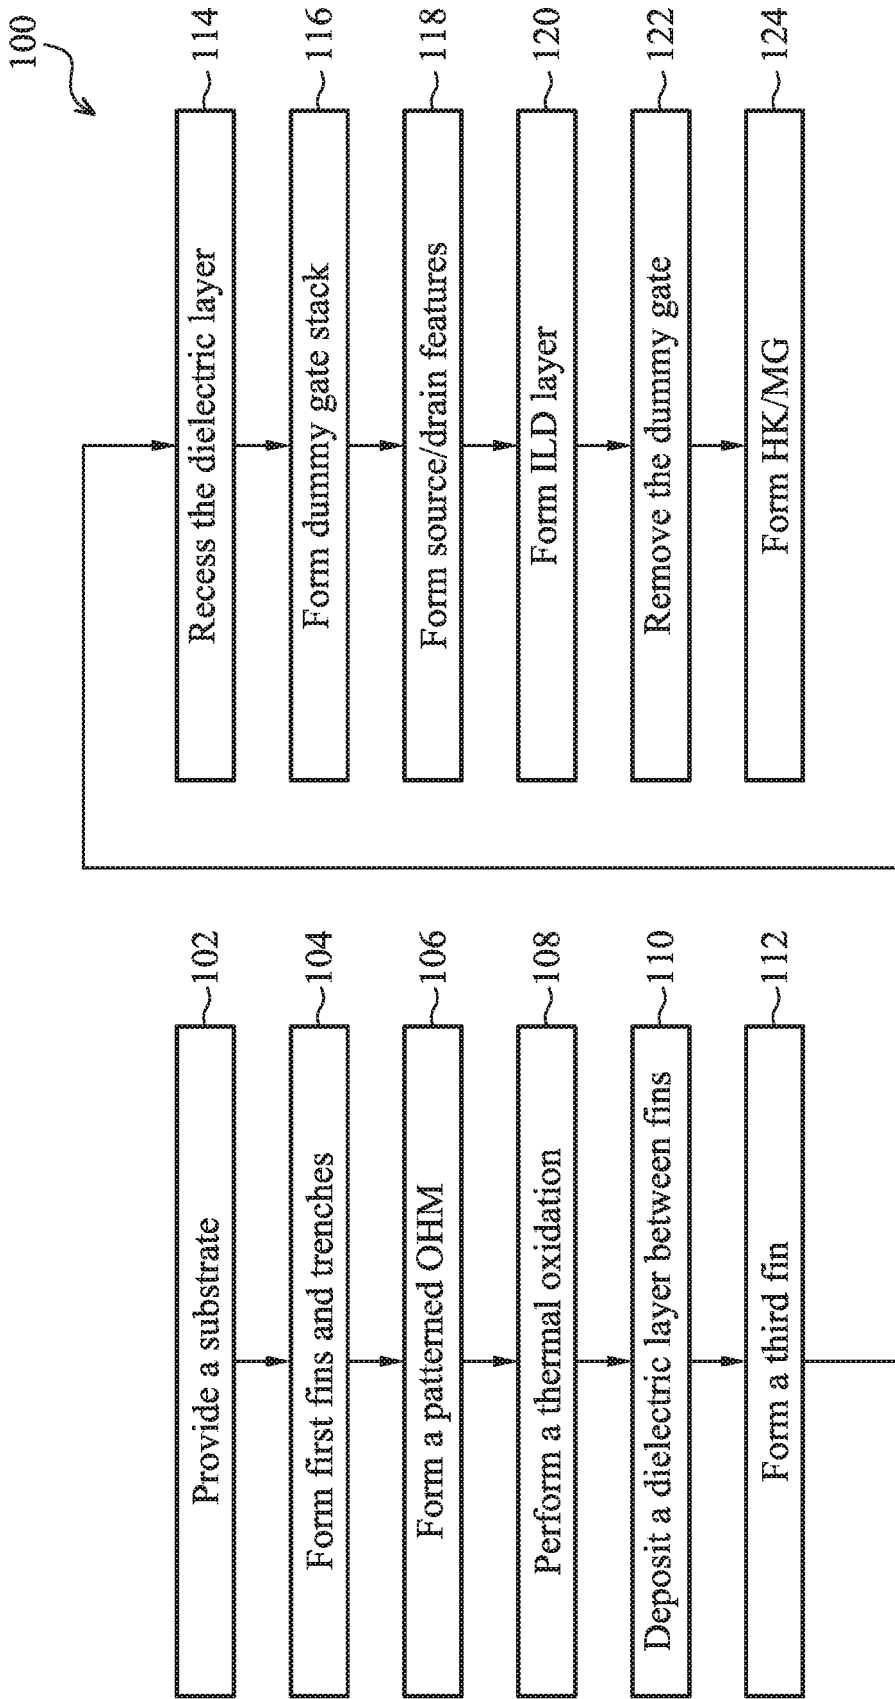 100
Provide a substrate 102
Form first fins and trenches 104
Form a patterned OHM 106
Perform a thermal oxidation 108
Deposit a dielectric layer between fins 110
Form a third fin 112
Recess the dielectric layer 114
Form dummy gate stack 116
Form source/drain features 118
Form ILD layer 120
Remove the dummy gate 122
Form HK/MG 124